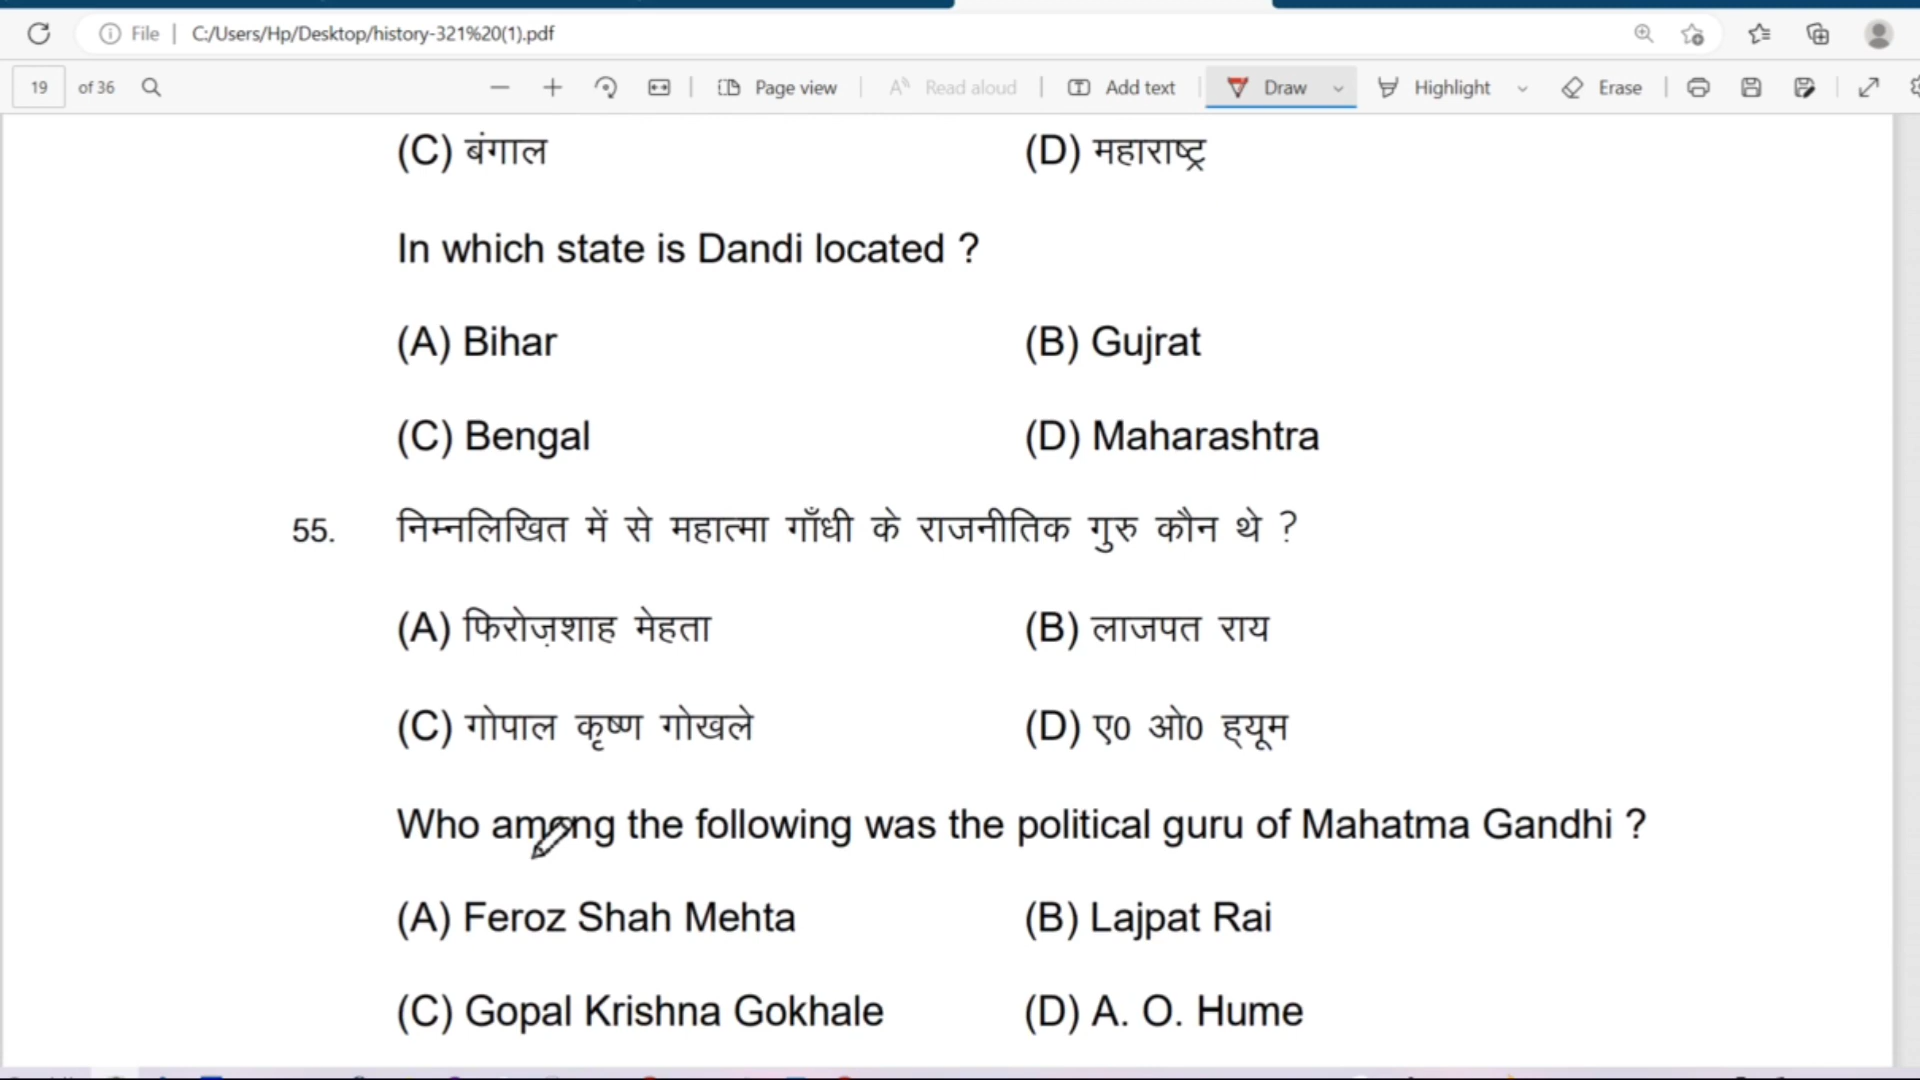 File | C:/Users/Hp/Desktop/history-321%20(1).pdf
19 of 36 Page view Read aloud Add text Draw Highlight Erase
(C) बंगाल (D) महाराष्ट्र
In which state is Dandi located ?
(A) Bihar (B) Gujrat
(C) Bengal (D) Maharashtra
55. निम्नलिखित में से महात्मा गाँधी के राजनीतिक गुरु कौन थे ?
(A) फिरोज़शाह मेहता (B) लाजपत राय
(C) गोपाल कृष्ण गोखले (D) ए0 ओ0 ह्यूम
Who among the following was the political guru of Mahatma Gandhi ?
(A) Feroz Shah Mehta (B) Lajpat Rai
(C) Gopal Krishna Gokhale (D) A. O. Hume